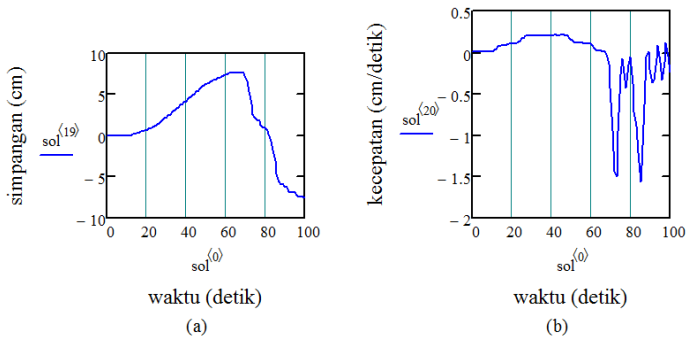 simpangan (cm)
sol⟨19⟩
10
5
0
− 5
− 10
0 20 40 60 80 100
sol⟨0⟩
waktu (detik)
(a)
kecepatan (cm/detik)
sol⟨20⟩
0.5
0
− 0.5
− 1
− 1.5
− 2
0 20 40 60 80 100
sol⟨0⟩
waktu (detik)
(b)